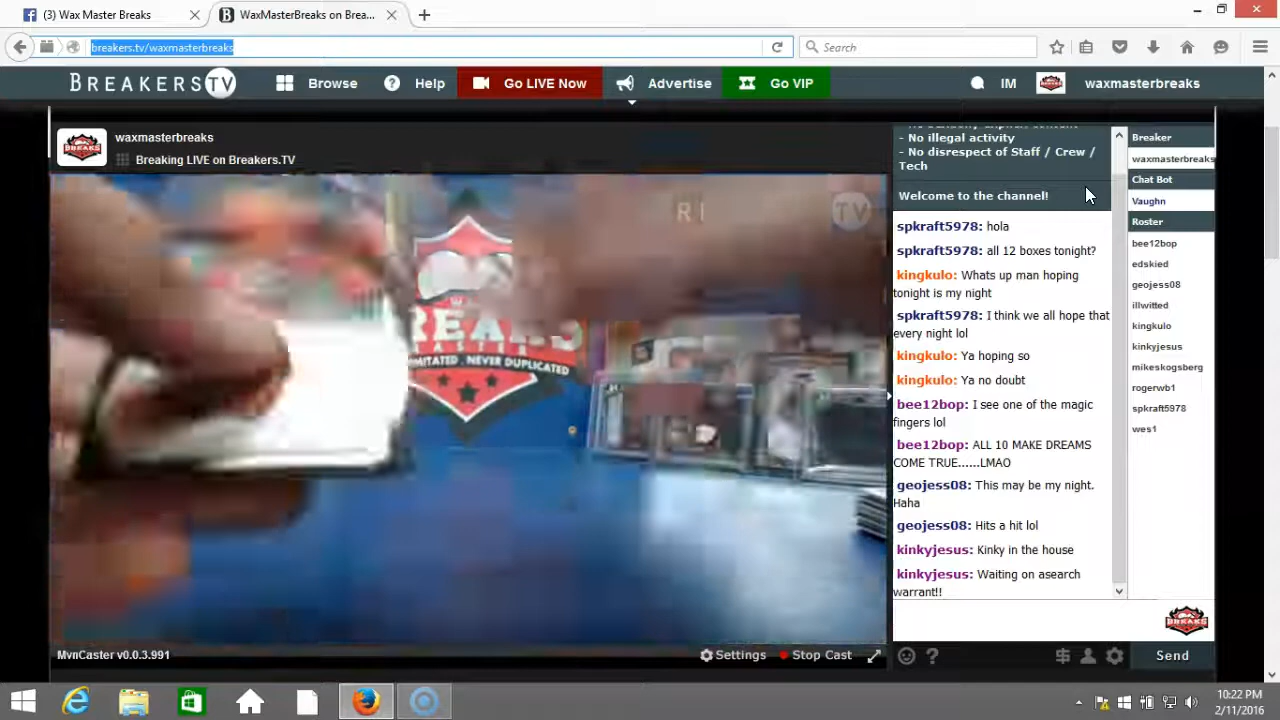 (3) Wax Master Breaks
WaxMasterBreaks on Brea...
breakers.tv/waxmasterbreaks
Search
BREAKERS TV
Browse
Help
Go LIVE Now
Advertise
Go VIP
IM
waxmasterbreaks
waxmasterbreaks
Breaking LIVE on Breakers.TV
TV
BREAKS
NEVER DUPLICATED
- No illegal activity
- No disrespect of Staff / Crew /
Tech
Welcome to the channel!
spkraft5978: hola
spkraft5978: all 12 boxes tonight?
kingkulo: Whats up man hoping
tonight is my night
spkraft5978: I think we all hope that
every night lol
kingkulo: Ya hoping so
kingkulo: Ya no doubt
bee12bop: I see one of the magic
fingers lol
bee12bop: ALL 10 MAKE DREAMS
COME TRUE......LMAO
geojess08: This may be my night.
Haha
geojess08: Hits a hit lol
kinkyjesus: Kinky in the house
kinkyjesus: Waiting on asearch
warrant!!
Breaker
waxmasterbreaks
Chat Bot
Vaughn
Roster
bee12bop
edskied
geojess08
illwitted
kingkulo
kinkyjesus
mikeskogsberg
rogerwb1
spkraft5978
wes1
BREAKS
MvnCaster v0.0.3.991
Settings
Stop Cast
Send
10:22 PM
2/11/2016